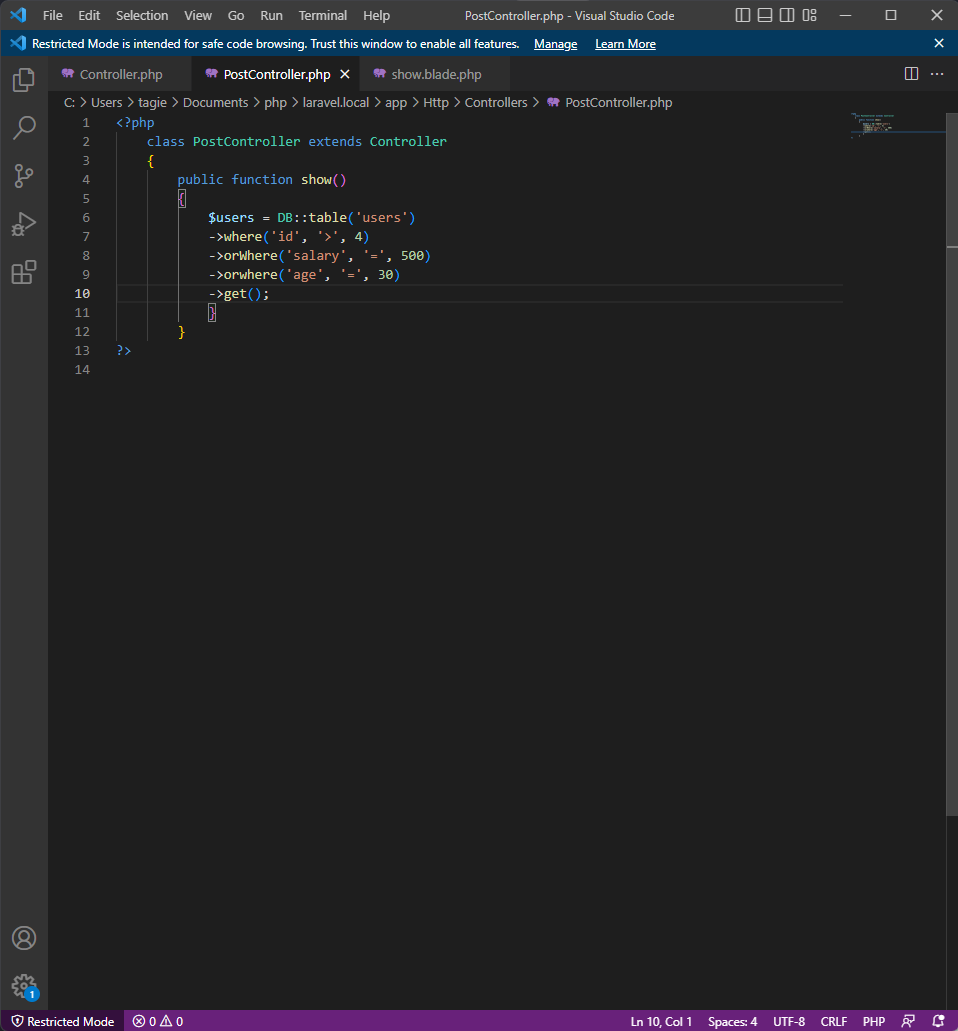 File Edit Selection View Go Run Terminal Help PostController.php - Visual Studio Code
Restricted Mode is intended for safe code browsing. Trust this window to enable all features. Manage Learn More
Controller.php PostController.php show.blade.php
C: > Users > tagie > Documents > php > laravel.local > app > Http > Controllers > PostController.php
1 <?php
2 class PostController extends Controller
3 {
4 public function show()
5 {
6 $users = DB::table('users')
7 ->where('id', '>', 4)
8 ->orWhere('salary', '=', 500)
9 ->orwhere('age', '=', 30)
10 ->get();
11 }
12 }
13 ?>
14
1
Restricted Mode 0 0 Ln 10, Col 1 Spaces: 4 UTF-8 CRLF PHP